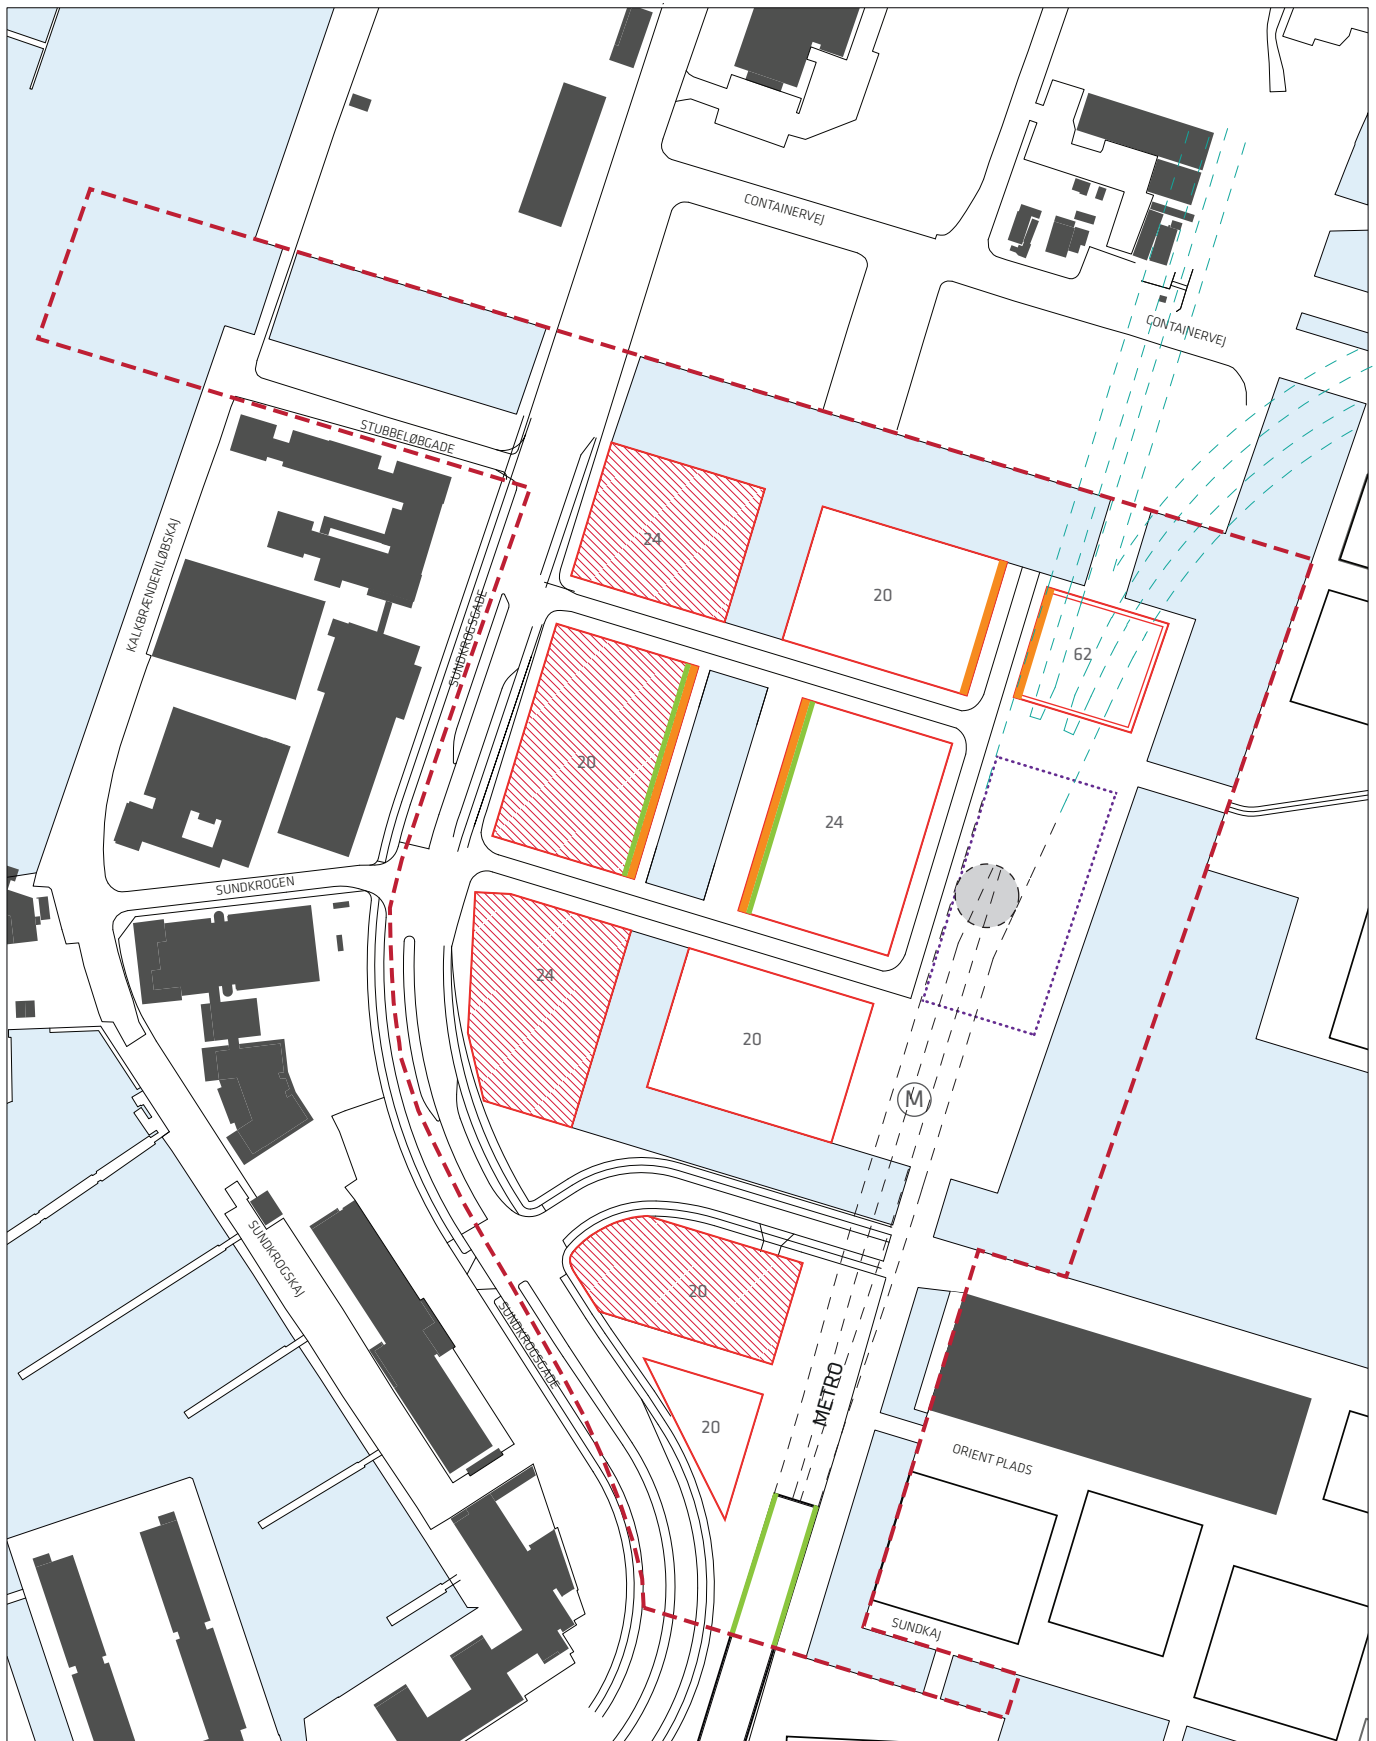 CONTAINERVEJ
CONTAINERVEJ
STUBBELØBGADE
KALKBRÆNDERILØBSKAJ
SUNDKROGSGADE
24
20
62
20
24
SUNDKROGEN
24
20
M
SUNDKROGSKAJ
20
SUNDKROGSGADE
METRO
20
ORIENT PLADS
SUNDKAJ